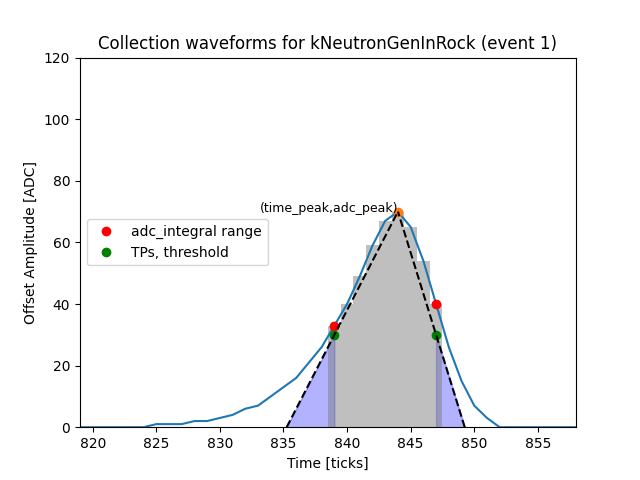 Collection waveforms for kNeutronGenInRock (event 1)
120
100
80
60
40
20
0
Offset Amplitude [ADC]
(time_peak,adc_peak)
adc_integral range
TPs, threshold
820 825 830 835 840 845 850 855
Time [ticks]